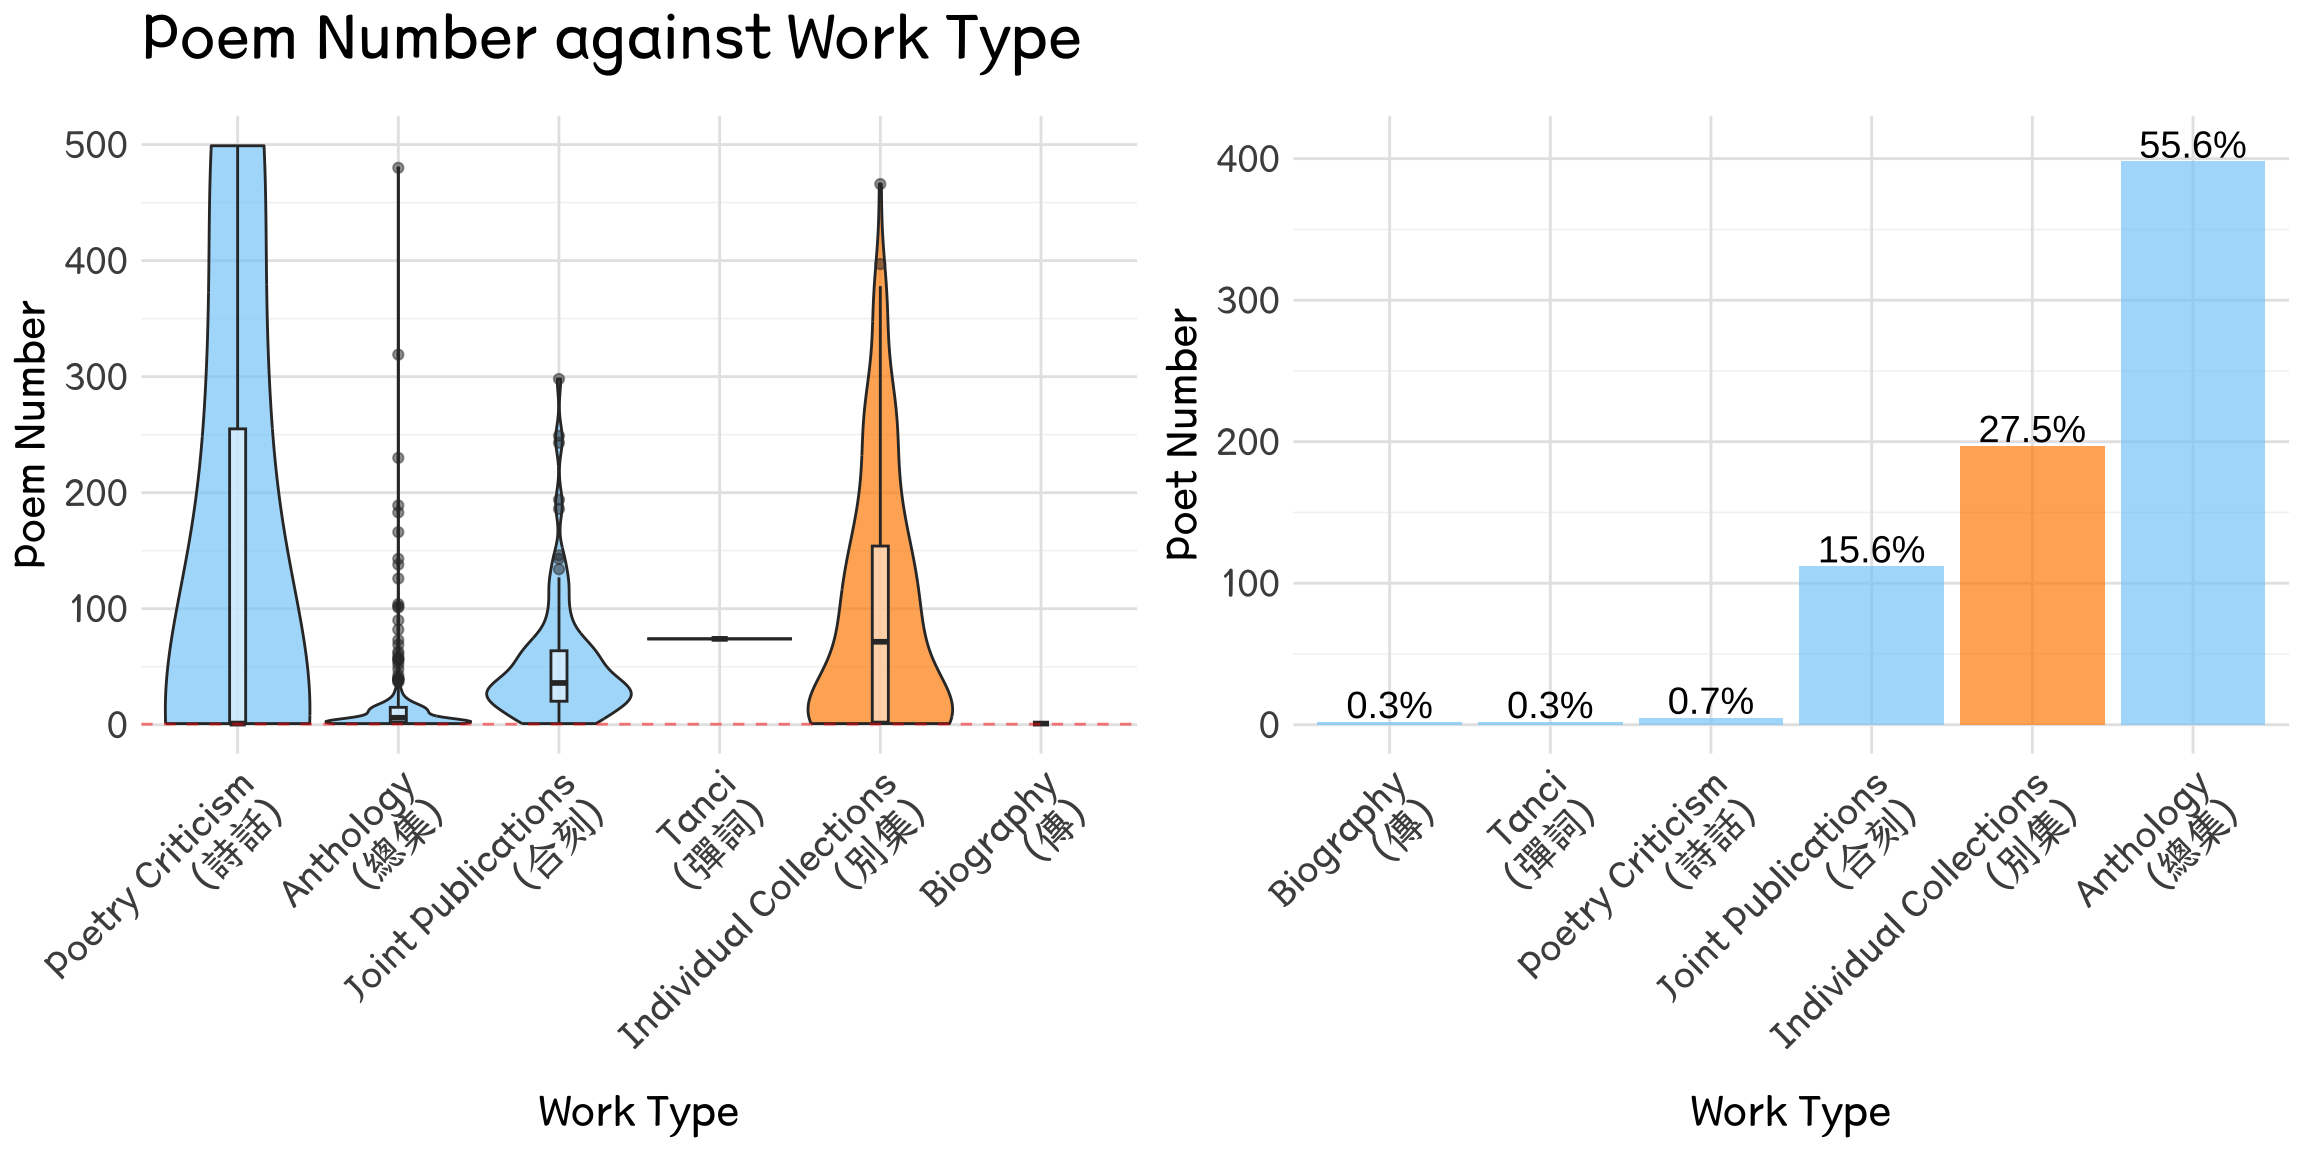 Poem Number against Work Type
Poem Number
500
400
300
200
100
0
Poetry Criticism
(詩話)
Anthology
(總集)
Joint Publications
(合刻)
Tanci
(彈詞)
Individual Collections
(別集)
Biography
(傳)
Work Type
Poet Number
400
300
200
100
0
0.3%
0.3%
0.7%
15.6%
27.5%
55.6%
Biography
(傳)
Tanci
(彈詞)
Poetry Criticism
(詩話)
Joint Publications
(合刻)
Individual Collections
(別集)
Anthology
(總集)
Work Type